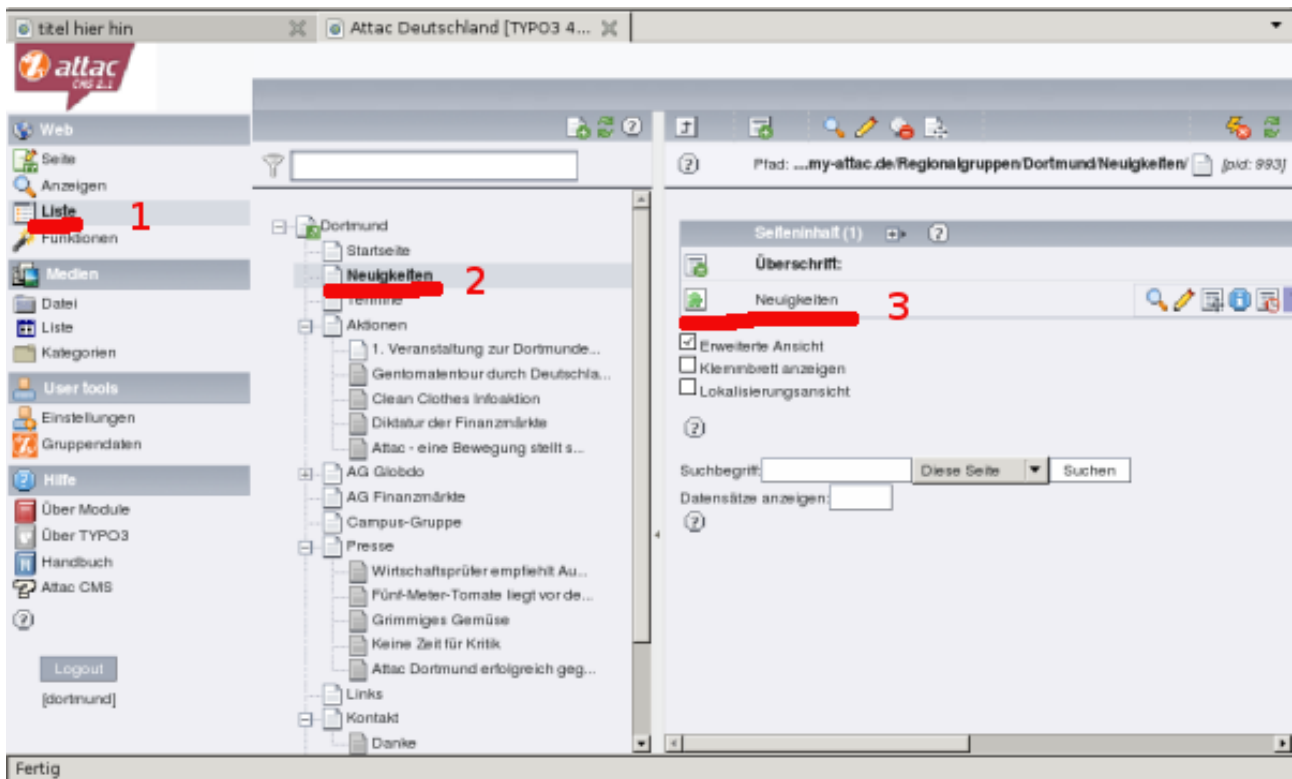 titel hier hin
Attac Deutschland [TYPO3 4...
attac
CMS 2.1
Web
Seite
Anzeigen
Liste
1
Funktionen
Medien
Datei
Liste
Kategorien
User tools
Einstellungen
Gruppendaten
Hilfe
Über Module
Über TYPO3
Handbuch
Attac CMS
Logout
[dortmund]
Dortmund
Startseite
Neuigkeiten
2
Termine
Aktionen
1. Veranstaltung zur Dortmunde...
Gentomatentour durch Deutschla...
Clean Clothes Infoaktion
Diktatur der Finanzmärkte
Attac - eine Bewegung stellt s...
AG Globdo
AG Finanzmärkte
Campus-Gruppe
Presse
Wirtschaftsprüfer empfiehlt Au...
Fünf-Meter-Tomate liegt vor de...
Grimmiges Gemüse
Keine Zeit für Kritik
Attac Dortmund erfolgreich geg...
Links
Kontakt
Danke
Pfad: ....my-attac.de/Regionalgruppen/Dortmund/Neuigkeiten/ [pid: 993]
Seiteninhalt (1)
Überschrift:
Neuigkeiten
3
Erweiterte Ansicht
Klemmbrett anzeigen
Lokalisierungsansicht
Suchbegriff: Diese Seite Suchen
Datensätze anzeigen:
Fertig